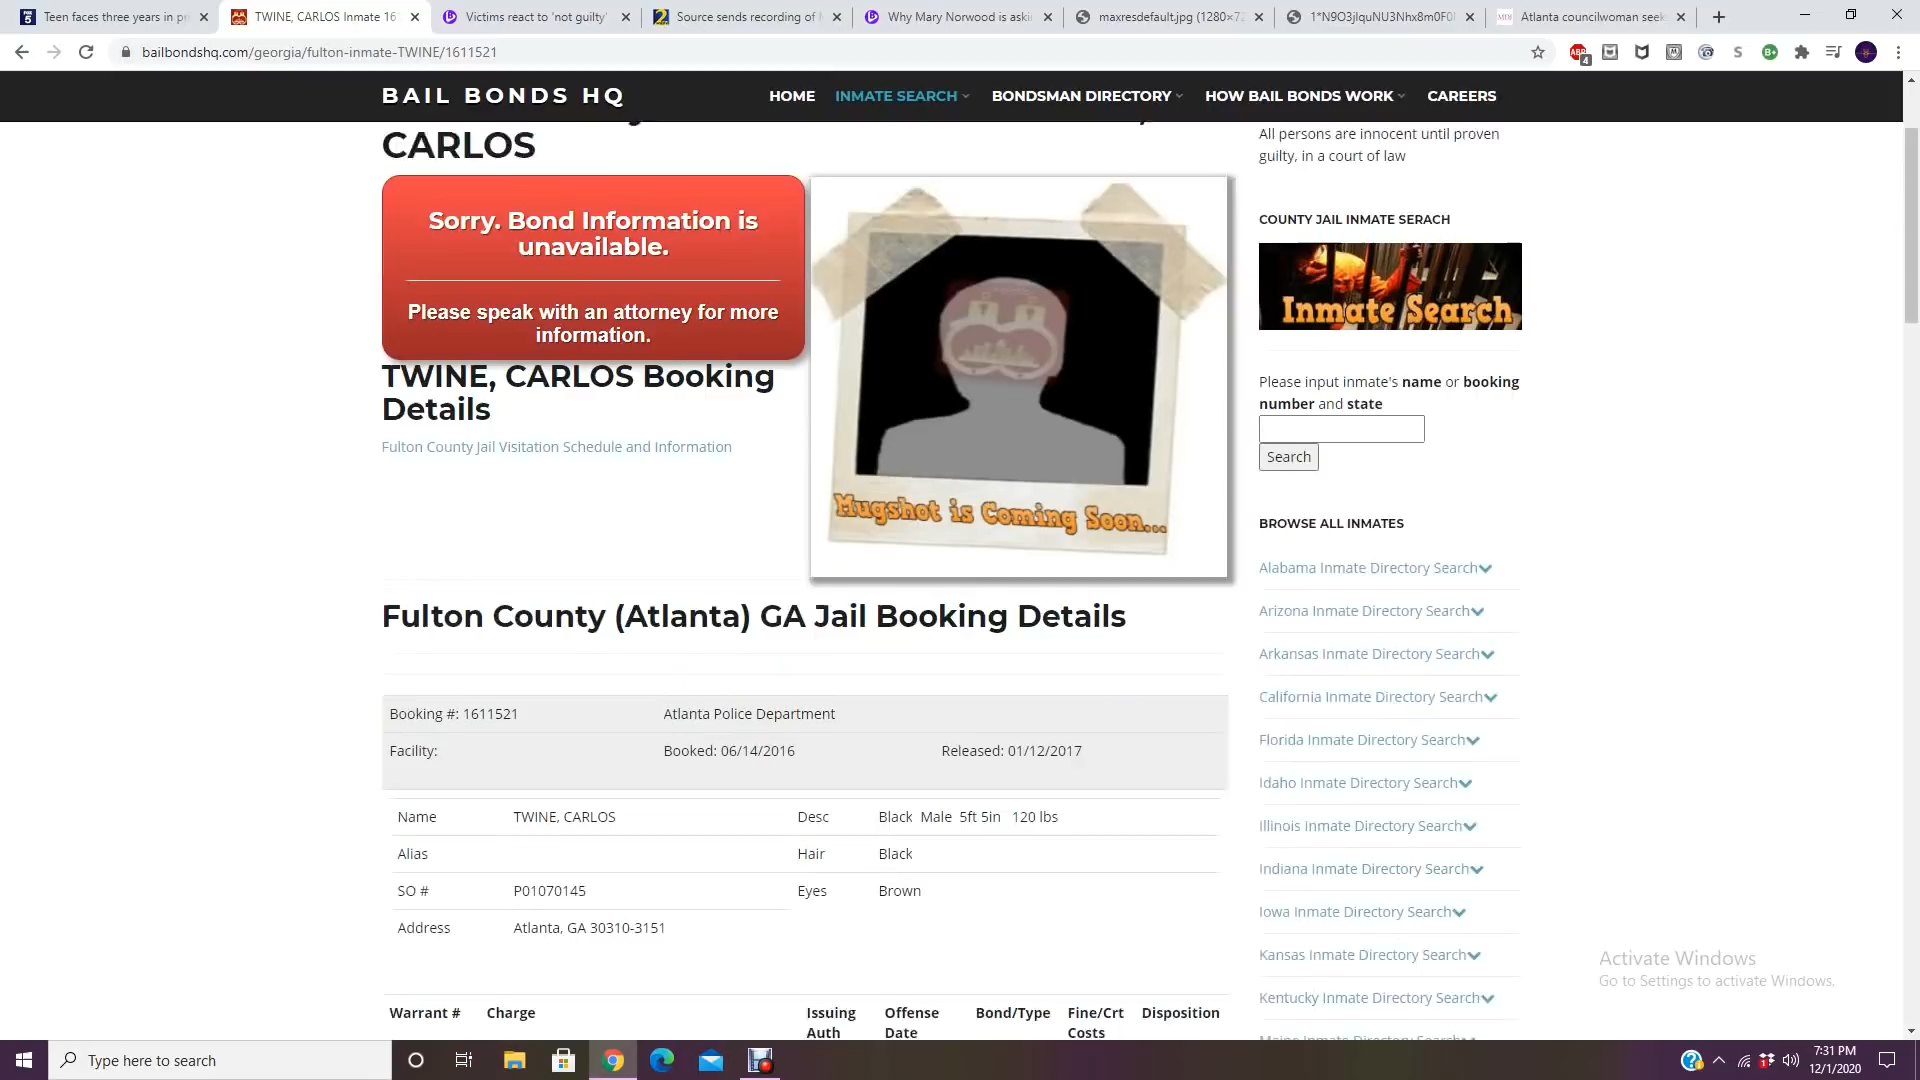 Teen faces three years in pr
TWINE, CARLOS Inmate 16
Victims react to 'not guilty'
Source sends recording of
Why Mary Norwood is aski
maxresdefault.jpg (1280×72
1*N9O3jlquNU3Nhx8m0F0
Atlanta councilwoman seek
bailbondshq.com/georgia/fulton-inmate-TWINE/1611521
BAIL BONDS HQ
HOME INMATE SEARCH BONDSMAN DIRECTORY HOW BAIL BONDS WORK CAREERS
CARLOS
Sorry. Bond Information is
unavailable.
Please speak with an attorney for more
information.
TWINE, CARLOS Booking
Details
Fulton County Jail Visitation Schedule and Information
Mugshot is Coming Soon...
Fulton County (Atlanta) GA Jail Booking Details
Booking #: 1611521 Atlanta Police Department
Facility: Booked: 06/14/2016 Released: 01/12/2017
Name TWINE, CARLOS Desc Black Male 5ft 5in 120 lbs
Alias Hair Black
SO # P01070145 Eyes Brown
Address Atlanta, GA 30310-3151
Warrant # Charge Issuing Auth Offense Date Bond/Type Fine/Crt Costs Disposition
All persons are innocent until proven
guilty, in a court of law
COUNTY JAIL INMATE SERACH
Inmate Search
Please input inmate's name or booking
number and state
Search
BROWSE ALL INMATES
Alabama Inmate Directory Search
Arizona Inmate Directory Search
Arkansas Inmate Directory Search
California Inmate Directory Search
Florida Inmate Directory Search
Idaho Inmate Directory Search
Illinois Inmate Directory Search
Indiana Inmate Directory Search
Iowa Inmate Directory Search
Kansas Inmate Directory Search
Kentucky Inmate Directory Search
Maine Inmate Directory Search
Activate Windows
Go to Settings to activate Windows.
Type here to search
7:31 PM
12/1/2020